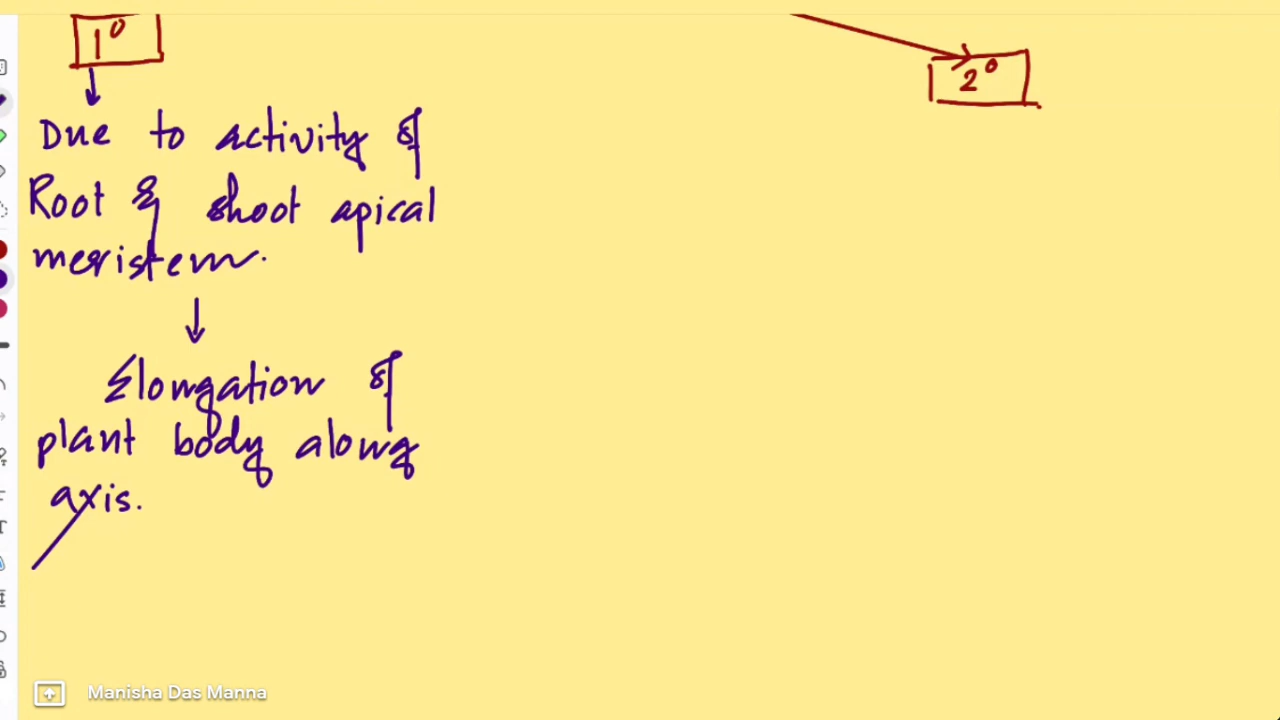 1°
2°
Due to activity of
Root & shoot apical
meristem.
Elongation of
plant body along
axis.
Manisha Das Manna